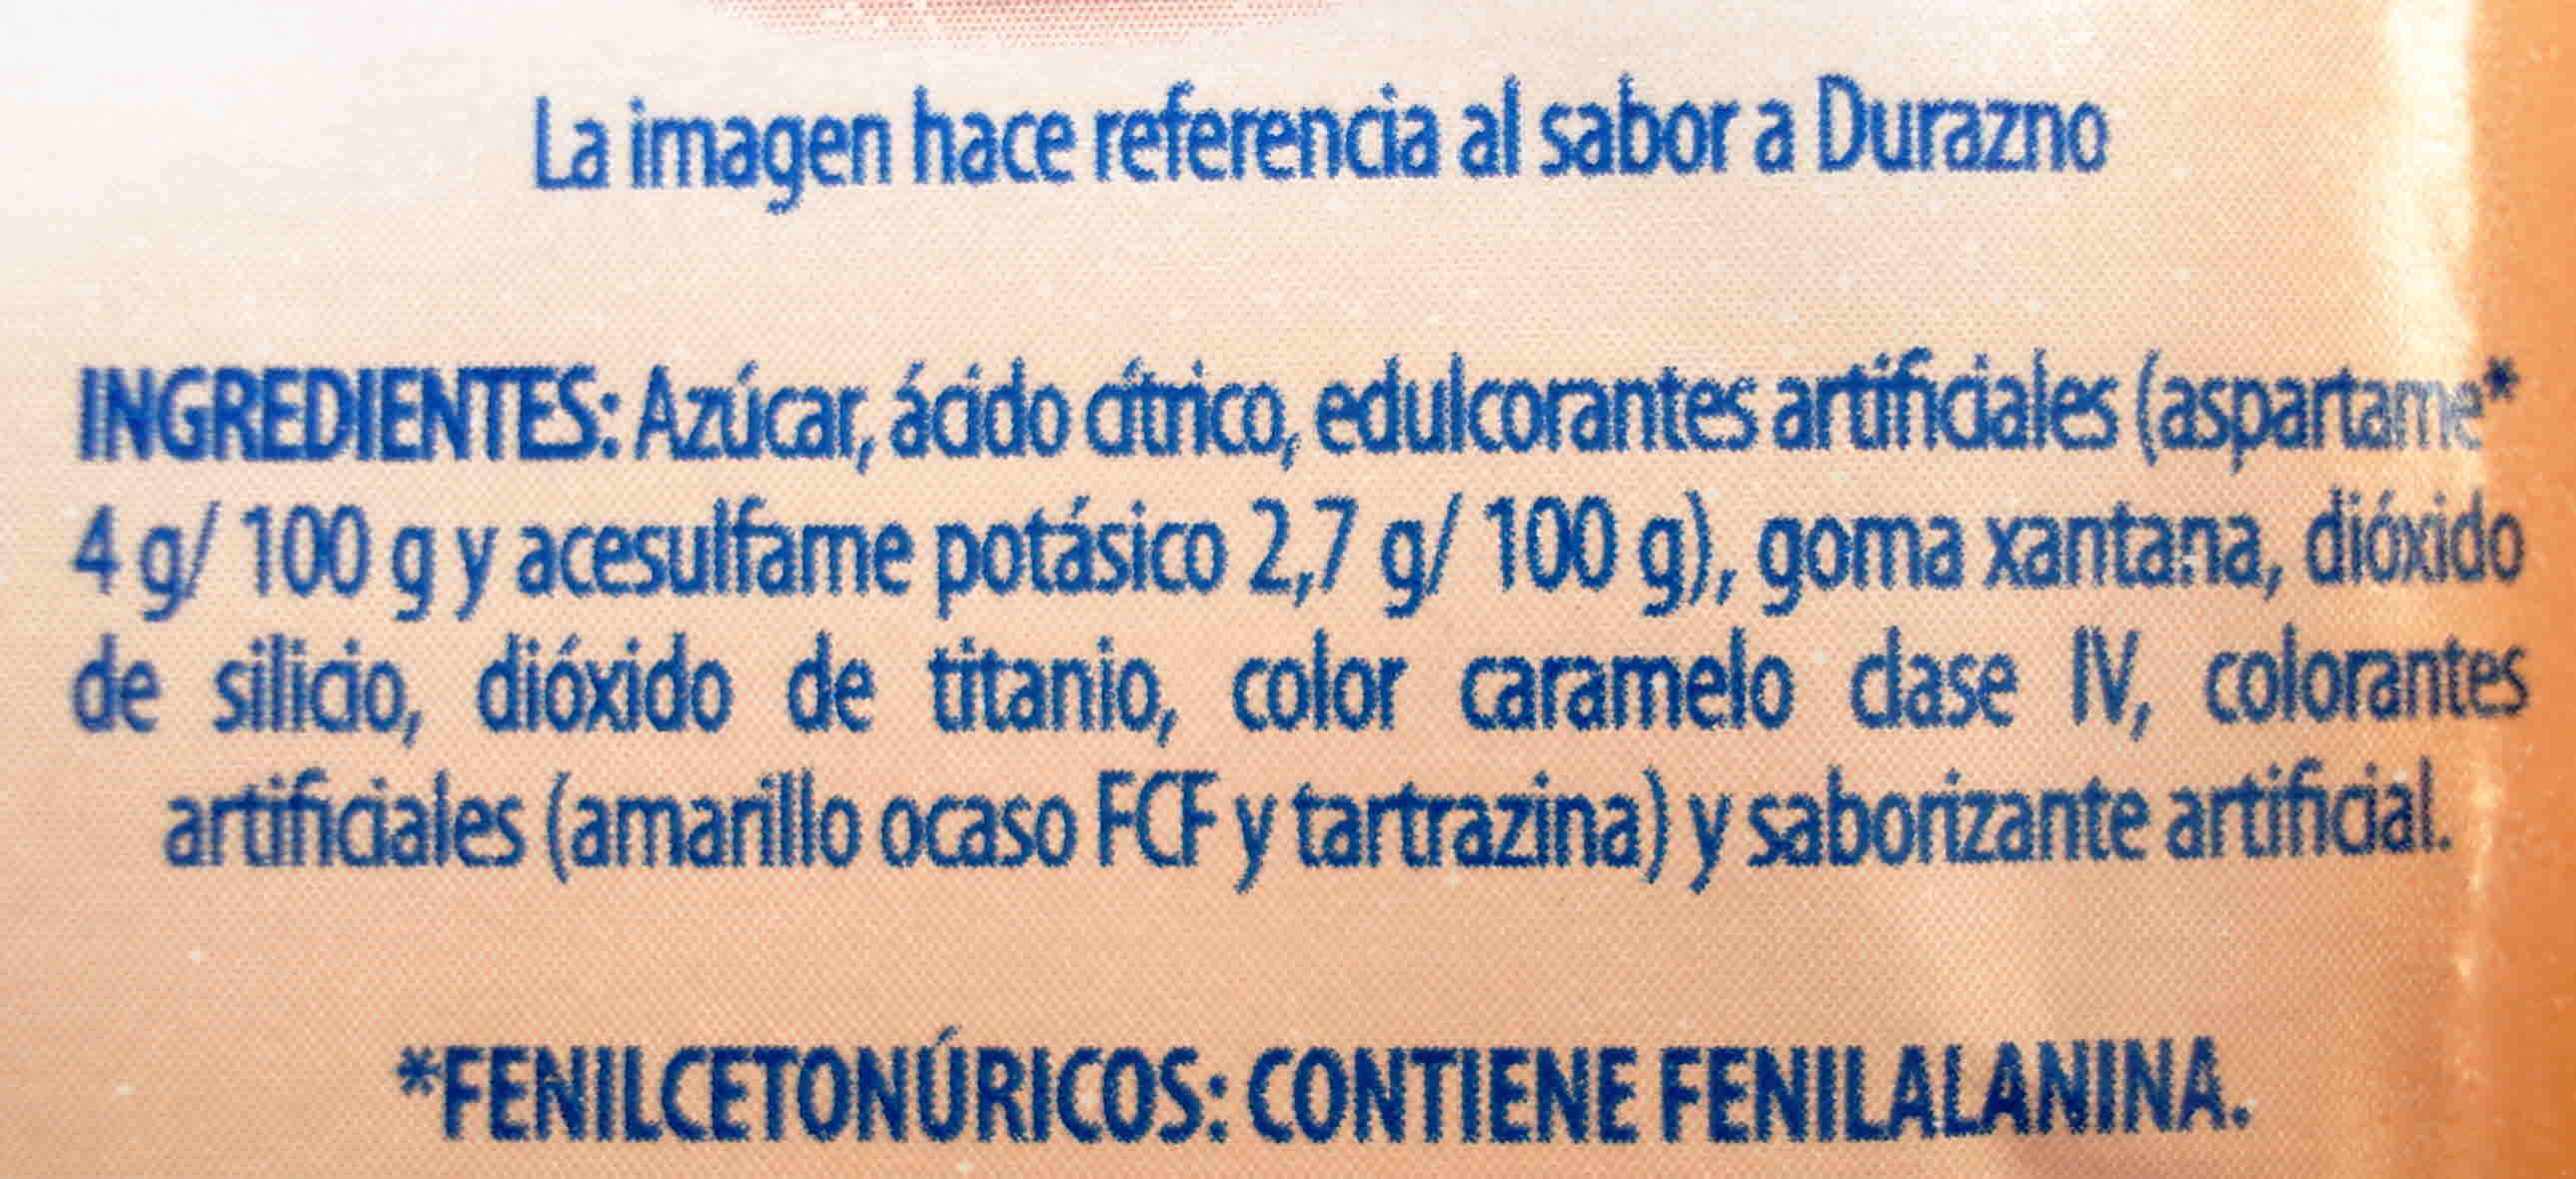 La imagen hace referencia al sabor a Durazno
INGREDIENTES: Azúcar, ácido cítrico, edulcorantes artificiales (aspartame*
4 g/ 100 g y acesulfame potásico 2,7 g/ 100 g), goma xantana, dióxido
de silicio, dióxido de titanio, color caramelo clase IV, colorantes
artificiales (amarillo ocaso FCF y tartrazina) y saborizante artificial.
*FENILCETONÚRICOS: CONTIENE FENILALANINA.